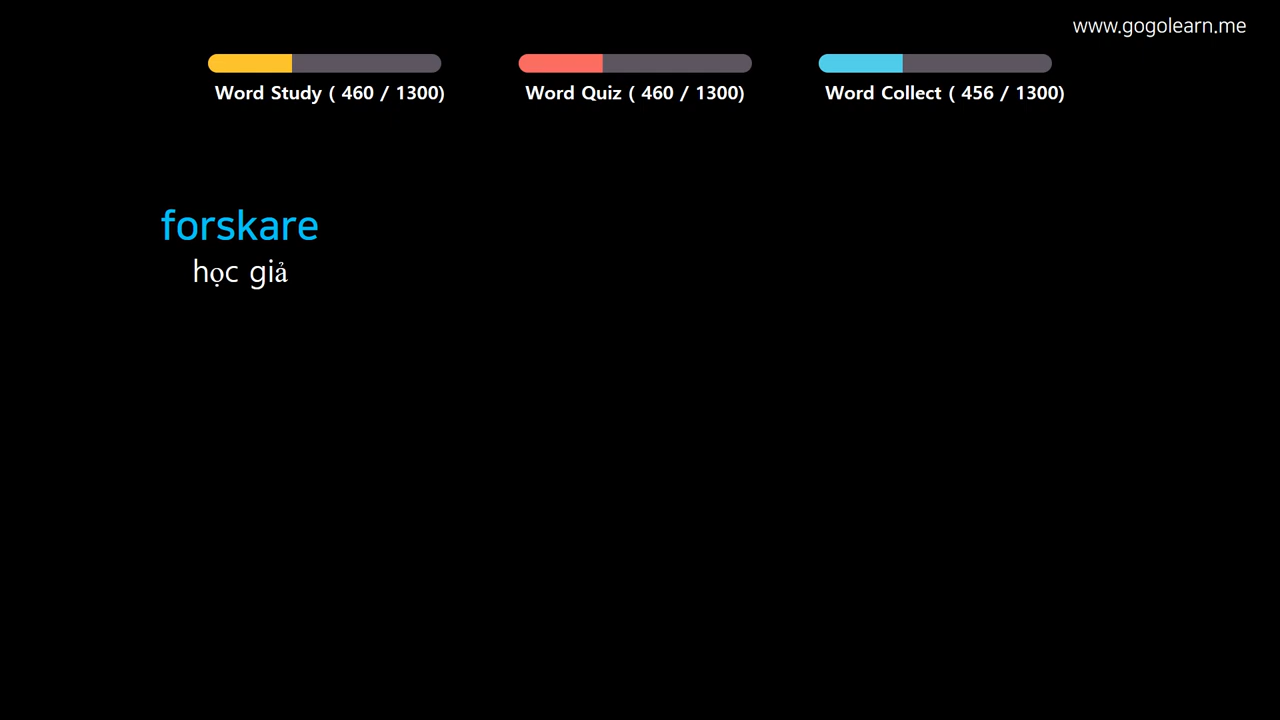 www.gogolearn.me
Word Study ( 460 / 1300)
Word Quiz ( 460 / 1300)
Word Collect ( 456 / 1300)
forskare
học giả